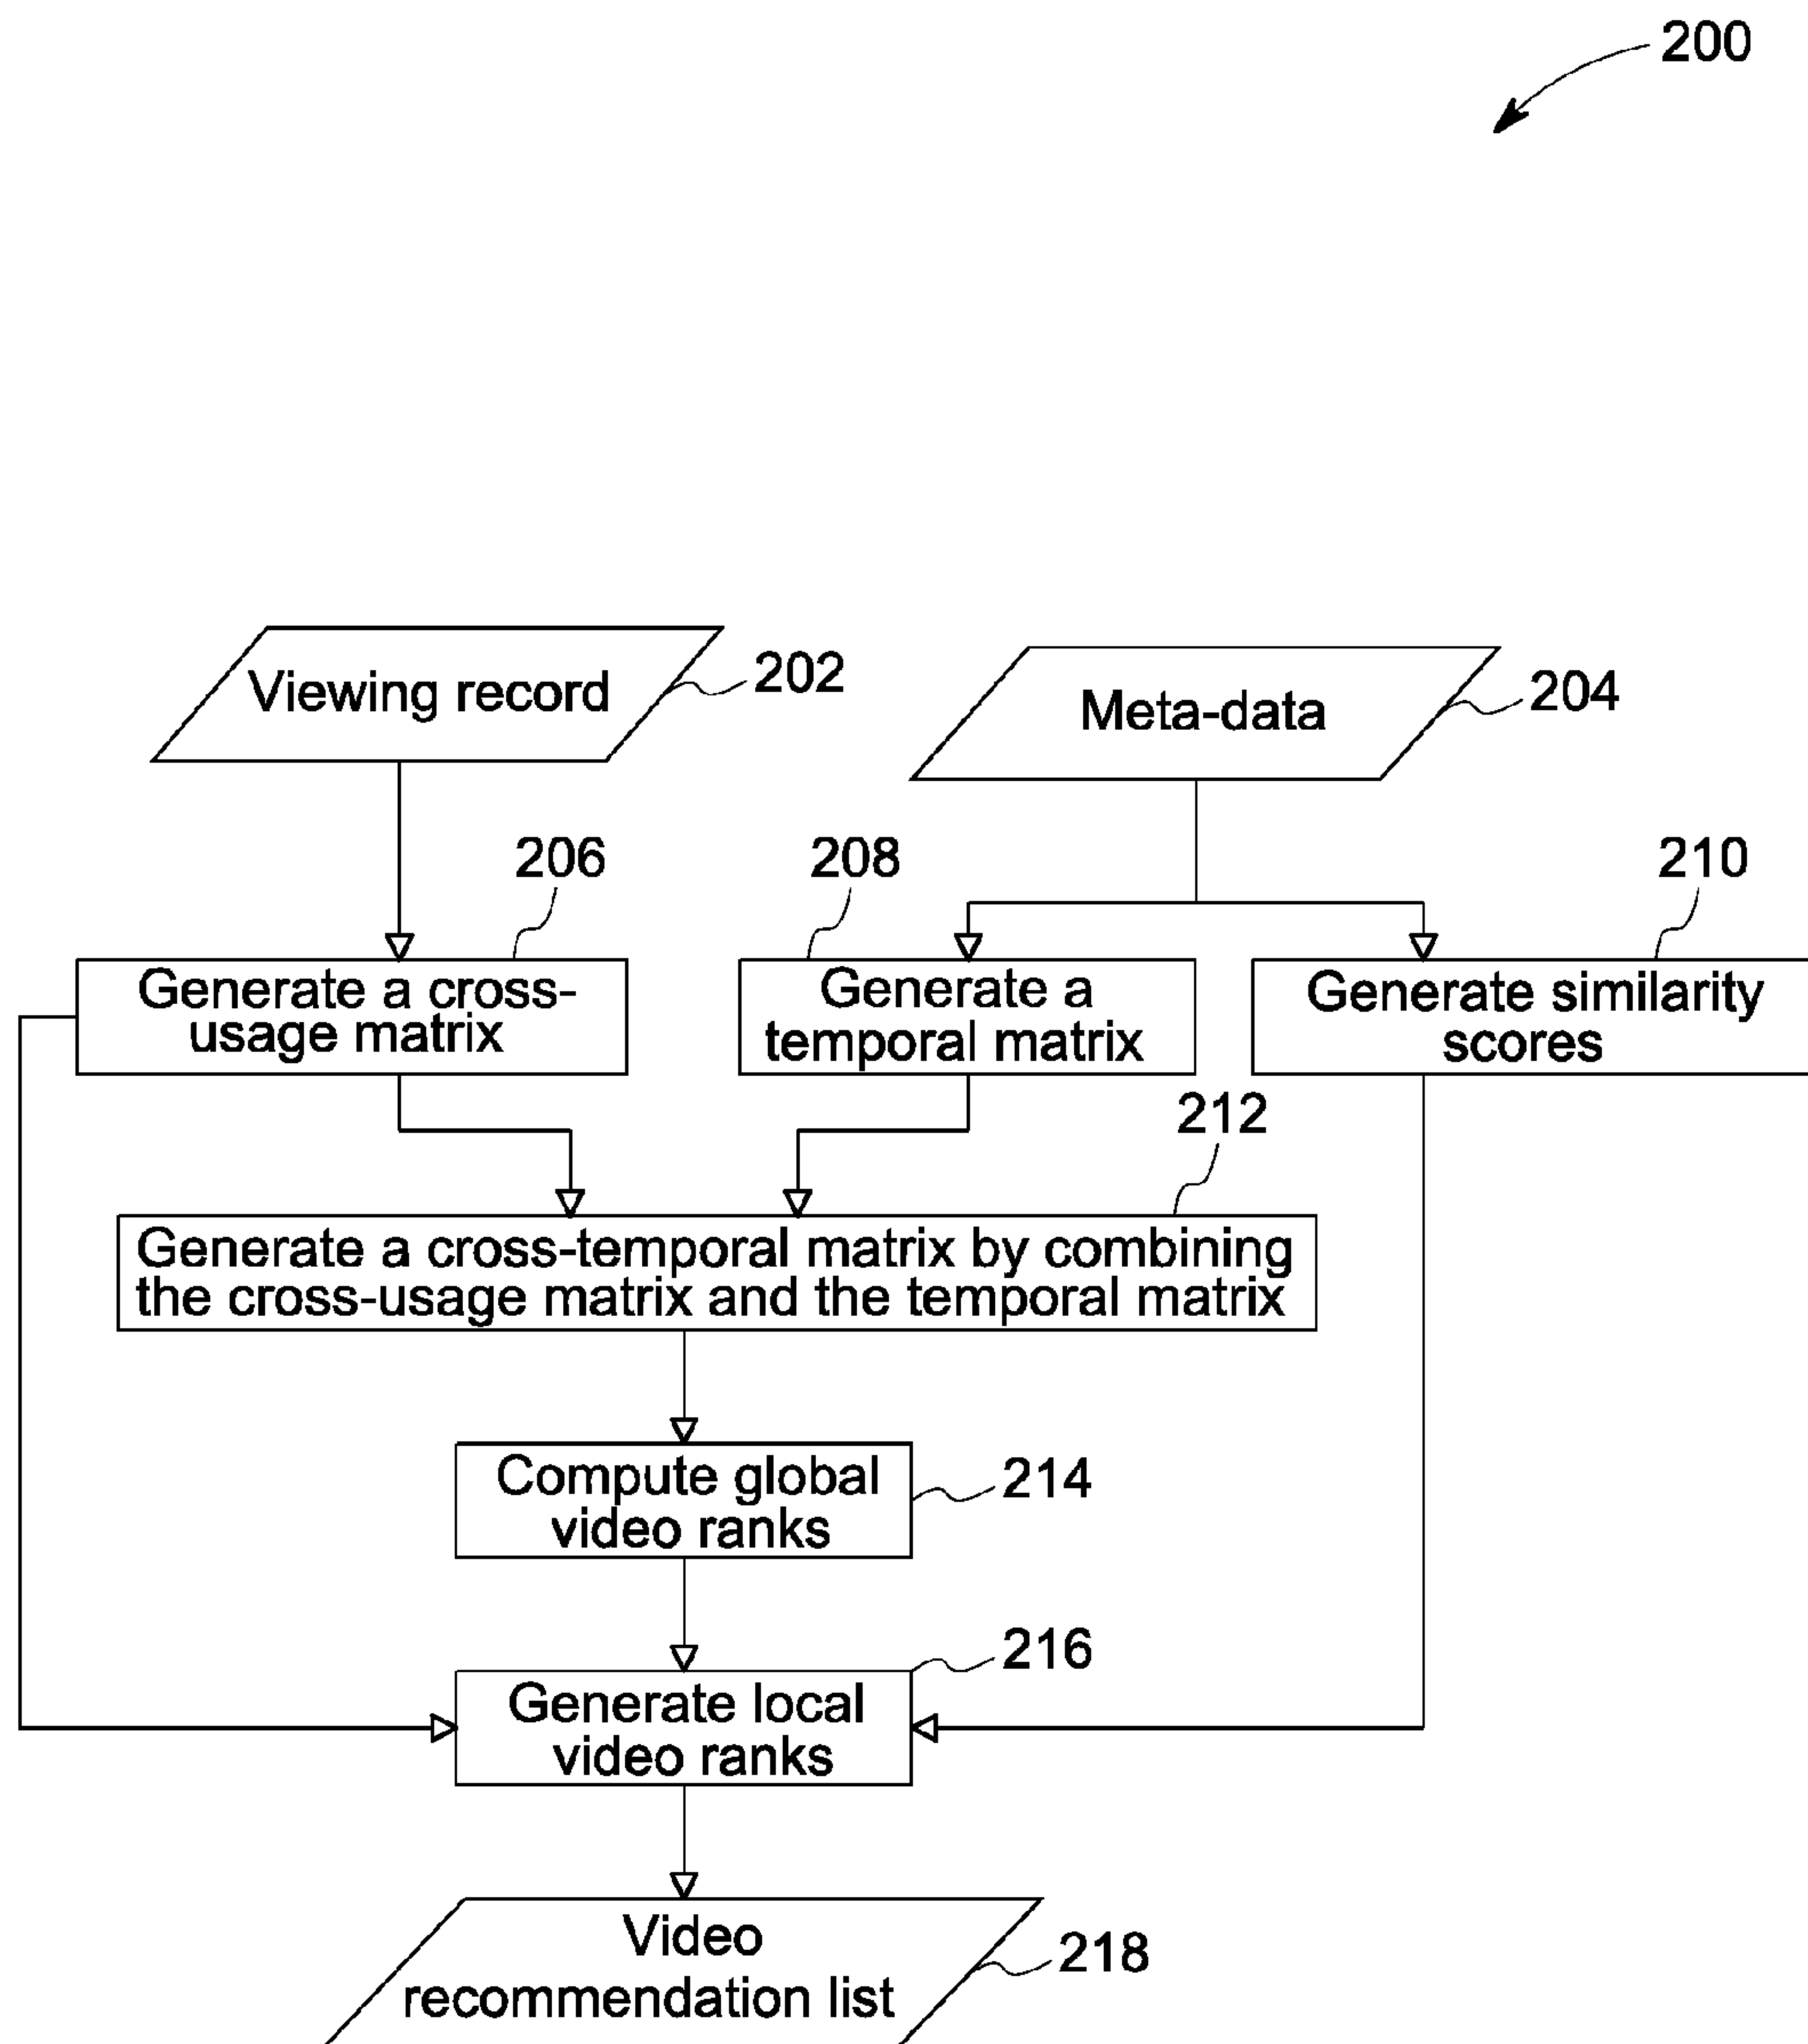 200
Viewing record
202
Meta-data
204
206
208
210
Generate a cross-
usage matrix
Generate a
temporal matrix
Generate similarity
scores
212
Generate a cross-temporal matrix by combining
the cross-usage matrix and the temporal matrix
Compute global
video ranks
214
216
Generate local
video ranks
Video
recommendation list
218